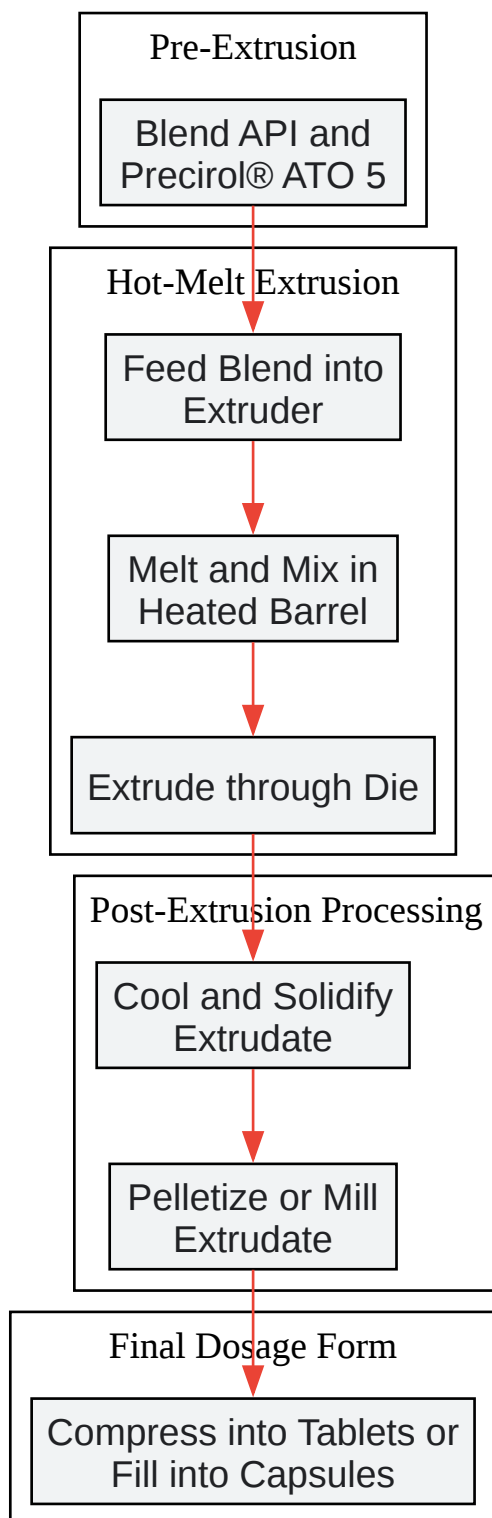 Pre-Extrusion
Blend API and
Precirol® ATO 5
Hot-Melt Extrusion
Feed Blend into
Extruder
Melt and Mix in
Heated Barrel
Extrude through Die
Post-Extrusion Processing
Cool and Solidify
Extrudate
Pelletize or Mill
Extrudate
Final Dosage Form
Compress into Tablets or
Fill into Capsules